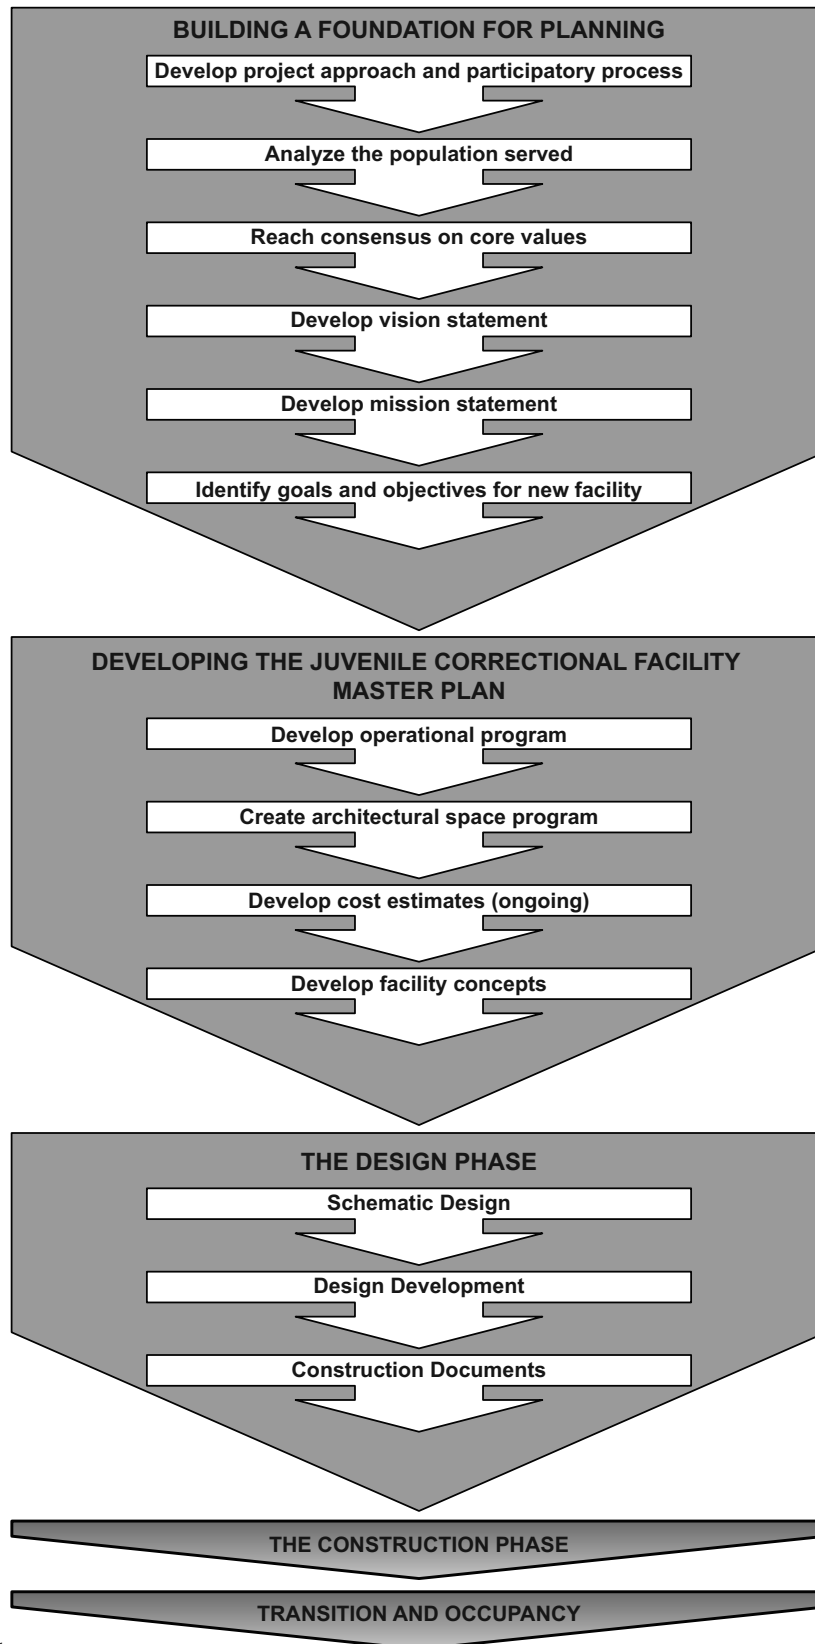 BUILDING A FOUNDATION FOR PLANNING
Develop project approach and participatory process
Analyze the population served
Reach consensus on core values
Develop vision statement
Develop mission statement
Identify goals and objectives for new facility
DEVELOPING THE JUVENILE CORRECTIONAL FACILITY
MASTER PLAN
Develop operational program
Create architectural space program
Develop cost estimates (ongoing)
Develop facility concepts
THE DESIGN PHASE
Schematic Design
Design Development
Construction Documents
THE CONSTRUCTION PHASE
TRANSITION AND OCCUPANCY